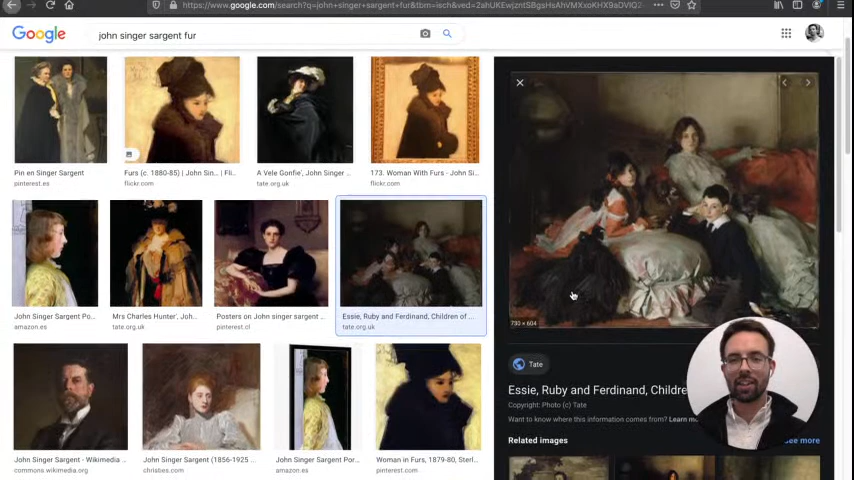 https://www.google.com/search?q=john+singer+sargent+fur&tbm=isch&ved=2ahUKEwjzntSBgsHsAhVMXxoKHX9aDVIQ2-
Google
john singer sargent fur
Pin en Singer Sargent
pinterest.es
Furs (c. 1880-85) | John Sin... | Fli...
flickr.com
A Vele Gonfie', John Singer ...
tate.org.uk
173. Woman With Furs - John Si...
flickr.com
John Singer Sargent Po...
amazon.es
Mrs Charles Hunter', Joh...
tate.org.uk
Posters on John singer sargent ...
pinterest.cl
Essie, Ruby and Ferdinand, Children of ...
tate.org.uk
John Singer Sargent - Wikimedia ...
commons.wikimedia.org
John Singer Sargent (1856-1925 ...
christies.com
John Singer Sargent Por...
amazon.es
Woman in Furs, 1879-80, Sterl...
pinterest.com
730 × 604
Tate
Essie, Ruby and Ferdinand, Childre
Copyright: Photo (c) Tate
Want to know where this information comes from? Learn mo
Related images
See more